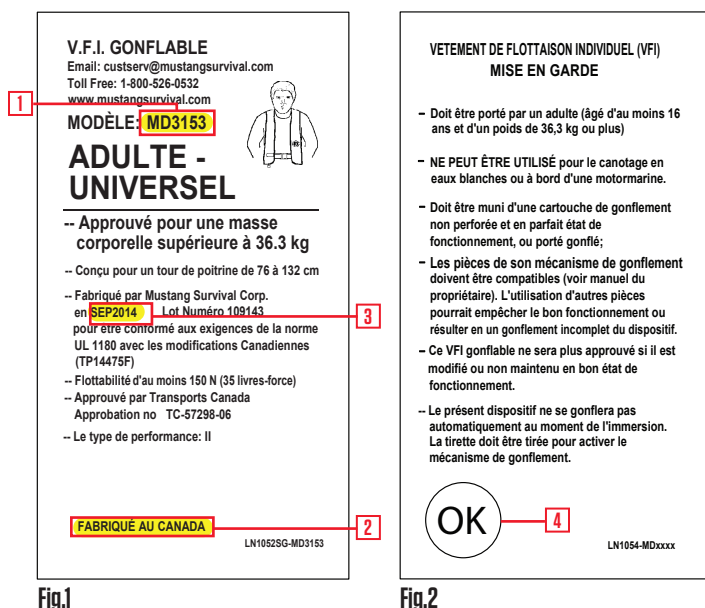 V.F.I. GONFLABLE
Email: custserv@mustangsurvival.com
Toll Free: 1-800-526-0532
www.mustangsurvival.com
1
MODÈLE: MD3153
ADULTE -
UNIVERSEL
-- Approuvé pour une masse
corporelle supérieure à 36.3 kg
-- Conçu pour un tour de poitrine de 76 à 132 cm
-- Fabriqué par Mustang Survival Corp.
en SEP2014 Lot Numéro 109143
3
pour être conformé aux exigences de la norme
UL 1180 avec les modifications Canadiennes
(TP14475F)
-- Flottabilité d'au moins 150 N (35 livres-force)
-- Approuvé par Transports Canada
Approbation no TC-57298-06
-- Le type de performance: II
FABRIQUÉ AU CANADA
2
LN1052SG-MD3153
Fig.1
VETEMENT DE FLOTTAISON INDIVIDUEL (VFI)
MISE EN GARDE
– Doit être porté par un adulte (âgé d'au moins 16
ans et d'un poids de 36,3 kg ou plus)
– NE PEUT ÊTRE UTILISÉ pour le canotage en
eaux blanches ou à bord d'une motormarine.
– Doit être muni d'une cartouche de gonflement
non perforée et en parfait état de
fonctionnement, ou porté gonflé;
– Les pièces de son mécanisme de gonflement
doivent être compatibles (voir manuel du
propriétaire). L'utilisation d'autres pièces
pourrait empêcher le bon fonctionnement ou
résulter en un gonflement incomplet du dispositif.
– Ce VFI gonflable ne sera plus approuvé si il est
modifié ou non maintenu en bon état de
fonctionnement.
-- Le présent dispositif ne se gonflera pas
automatiquement au moment de l'immersion.
La tirette doit être tirée pour activer le
mécanisme de gonflement.
OK
4
LN1054-MDxxxx
Fig.2